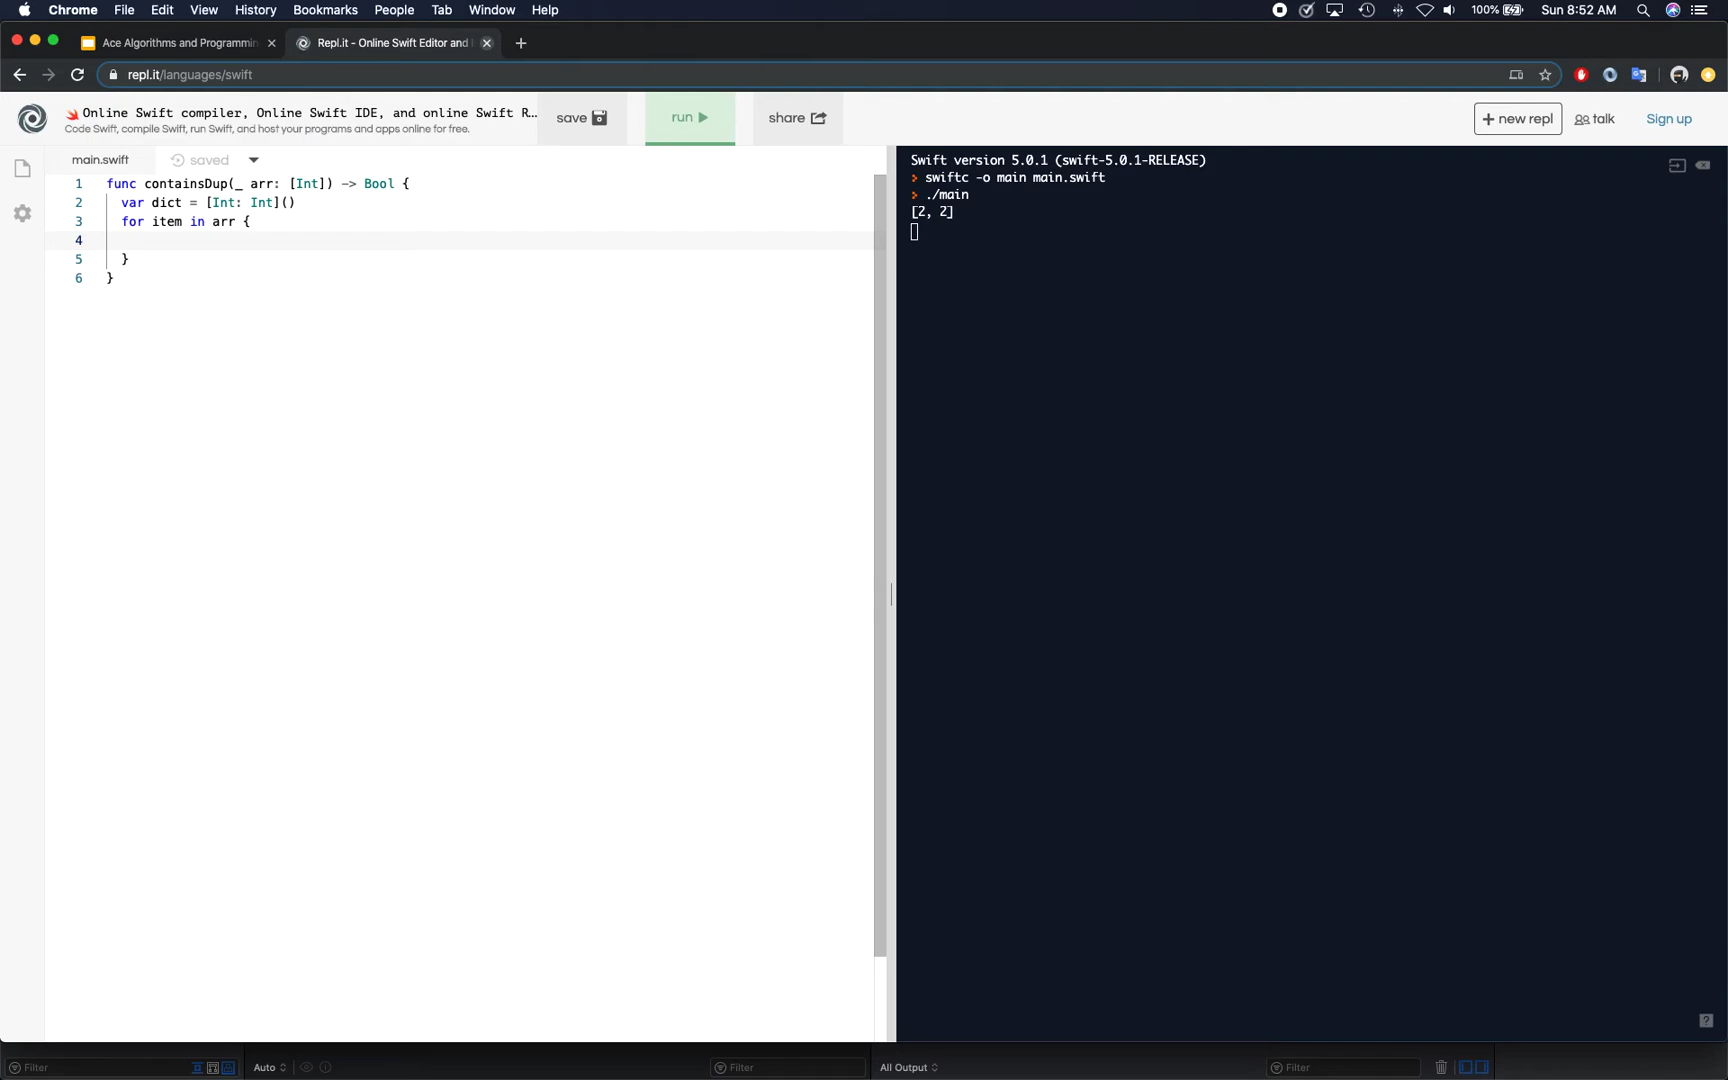 Chrome File Edit View History Bookmarks People Tab Window Help 100% Sun 8:52 AM
Ace Algorithms and Programmin Repl.it - Online Swift Editor and
repl.it/languages/swift
Online Swift compiler, Online Swift IDE, and online Swift R...
Code Swift, compile Swift, run Swift, and host your programs and apps online for free.
save run share + new repl talk Sign up
main.swift saved
1 func containsDup(_ arr: [Int]) -> Bool {
2 var dict = [Int: Int]()
3 for item in arr {
4
5 }
6 }
Swift version 5.0.1 (swift-5.0.1-RELEASE)
> swiftc -o main main.swift
> ./main
[2, 2]
?
Filter Auto Filter All Output Filter